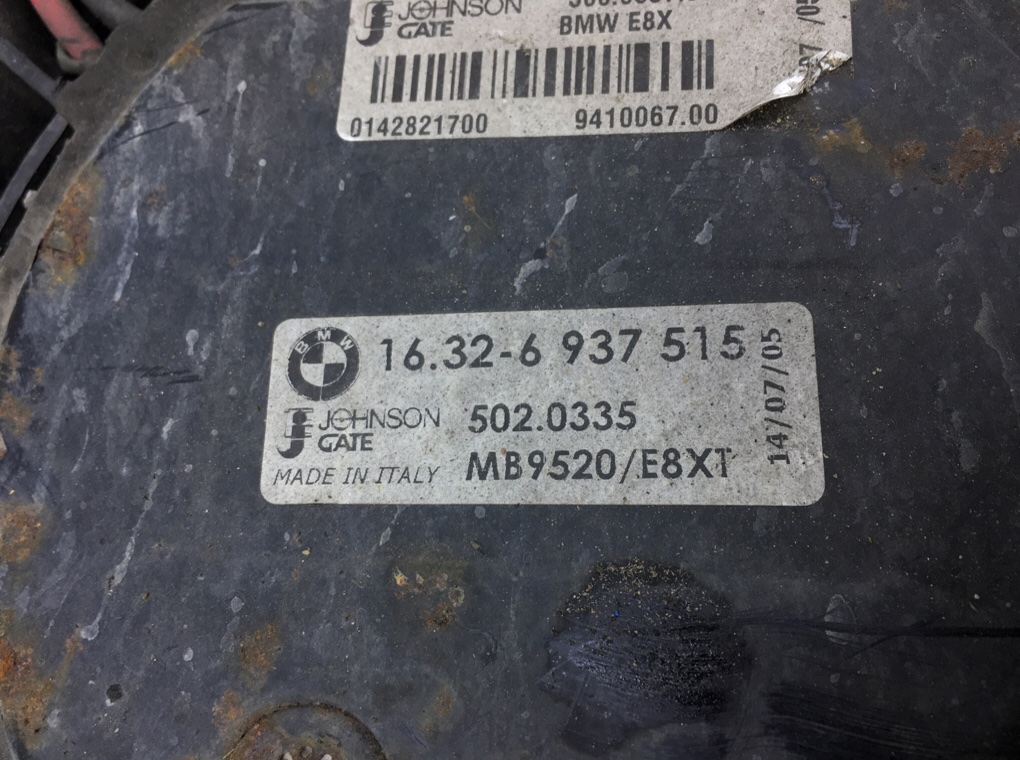 JOHNSON
GATE
BMW E8X
0142821700
9410067.00
BMW
16.32-6 937 515
JOHNSON
GATE
502.0335
MADE IN ITALY
MB9520/E8XT
14/07/05